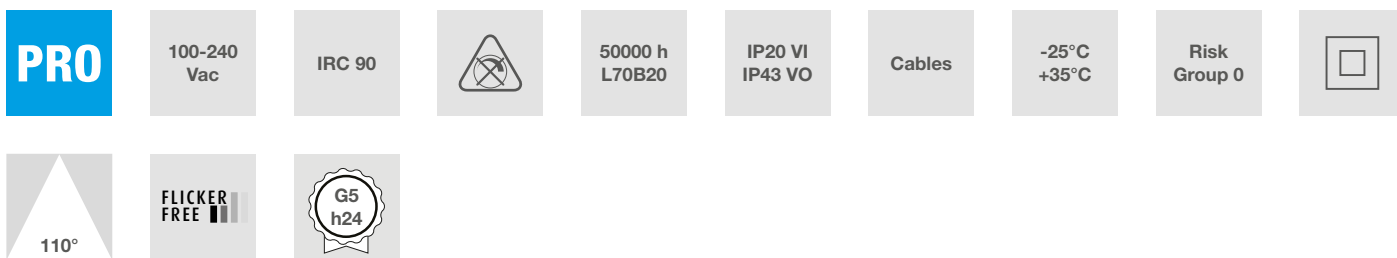 PRO
100-240
Vac
IRC 90
50000 h
L70B20
IP20 VI
IP43 VO
Cables
-25°C
+35°C
Risk
Group 0
110°
FLICKER
FREE
G5
h24